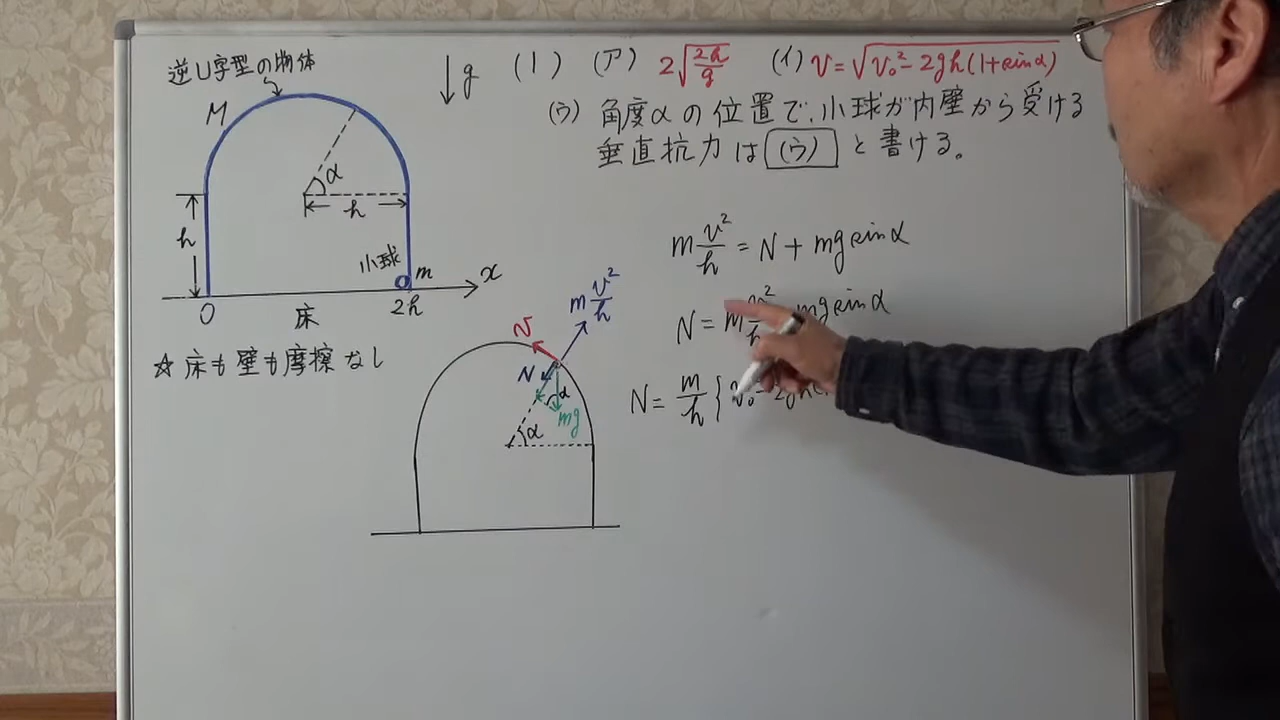 逆U字型の物体
M
α
h
h
小球
m
O
床
2h
x
☆ 床も壁も摩擦なし
g
(1) (ア) 2√(2h/g) (イ) v=√(v₀²-2gh(1+sinα))
(ウ) 角度αの位置で、小球が内壁から受ける
垂直抗力は (ウ) と書ける。
m v²/h
v
N
α
mg
α
m v²/h = N + mg sinα
N = m v²/h mg sinα
N = m/h { v₀²-2gh